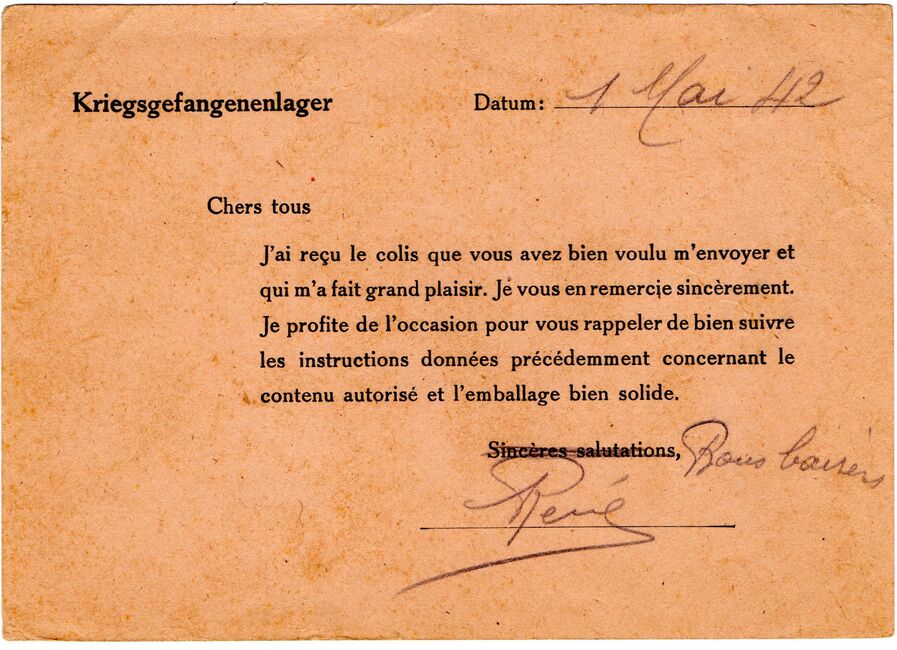 Kriegsgefangenenlager
Datum: 1 Mai 42
Chers tous
J'ai reçu le colis que vous avez bien voulu m'envoyer et
qui m'a fait grand plaisir. Je vous en remercie sincèrement.
Je profite de l'occasion pour vous rappeler de bien suivre
les instructions données précédemment concernant le
contenu autorisé et l'emballage bien solide.
Sincères salutations, Bons baisers
René